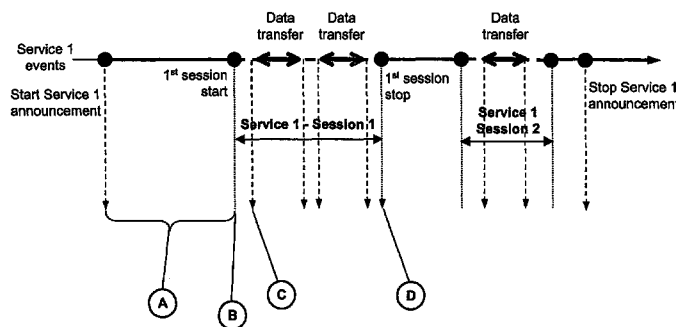 Data
transfer
Data
transfer
Data
transfer
Service 1
events
Start Service 1
announcement
1st session
start
1st session
stop
Stop Service 1
announcement
Service 1 - Session 1
Service 1
Session 2
A
B
C
D